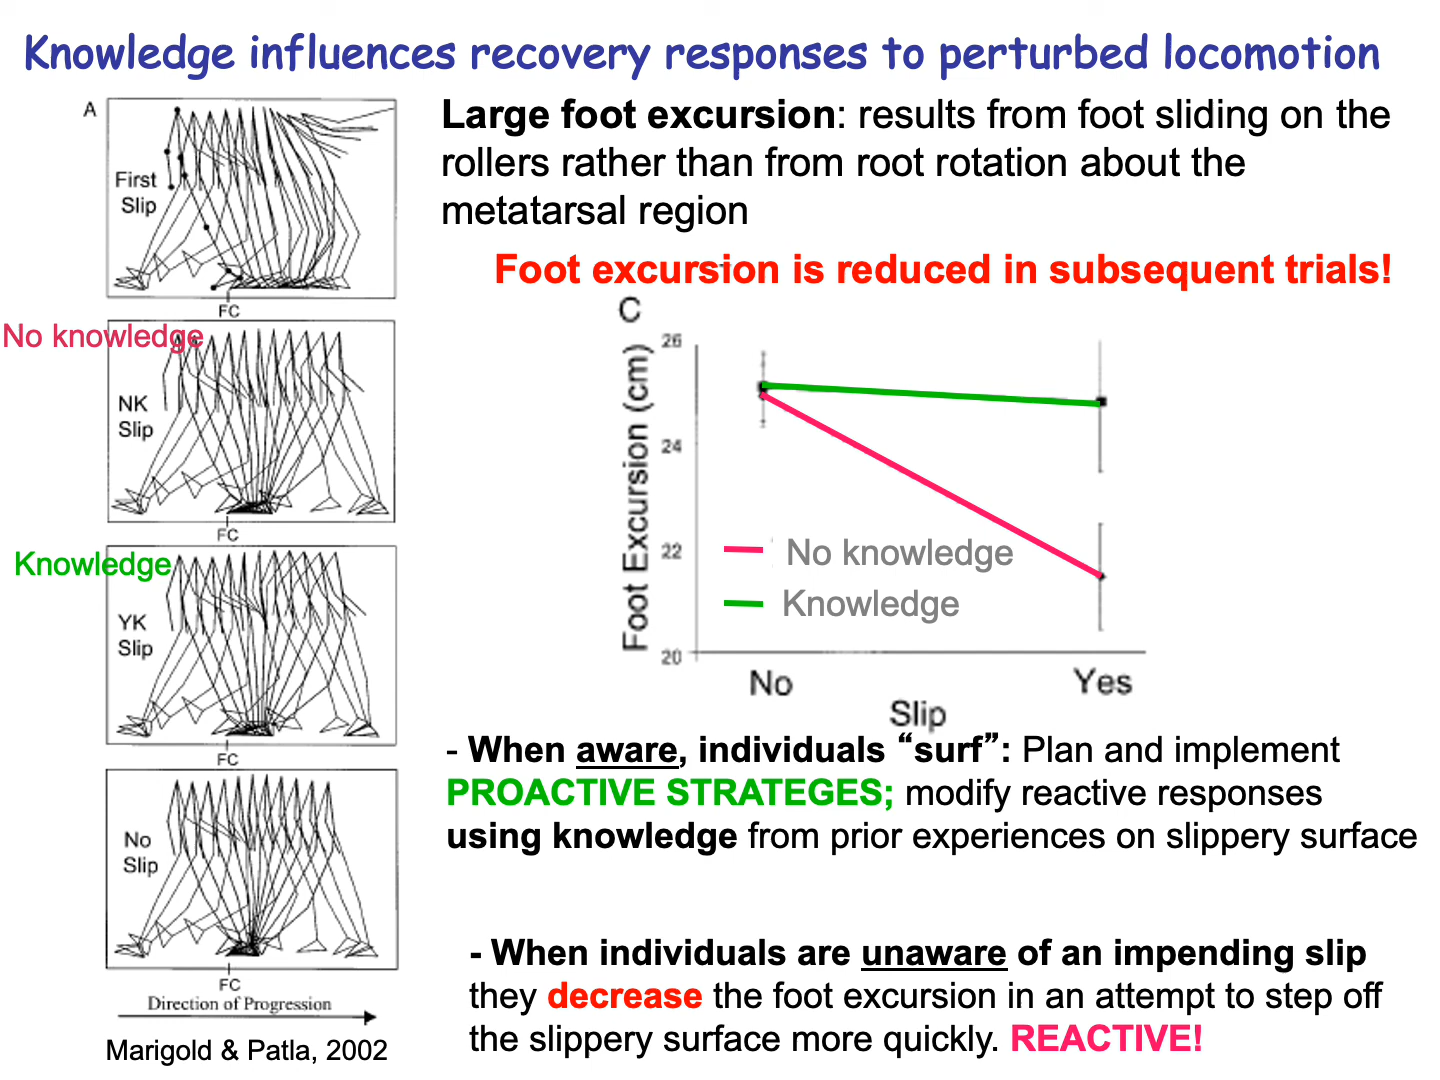 Knowledge influences recovery responses to perturbed locomotion
A
First
Slip
FC
No knowledge
NK
Slip
FC
Knowledge
YK
Slip
FC
No
Slip
FC
Direction of Progression
Marigold & Patla, 2002
Large foot excursion: results from foot sliding on the
rollers rather than from root rotation about the
metatarsal region
Foot excursion is reduced in subsequent trials!
C
Foot Excursion (cm)
26
24
22
20
No knowledge
Knowledge
No
Yes
Slip
- When aware, individuals “surf”: Plan and implement
PROACTIVE STRATEGES; modify reactive responses
using knowledge from prior experiences on slippery surface
- When individuals are unaware of an impending slip
they decrease the foot excursion in an attempt to step off
the slippery surface more quickly. REACTIVE!